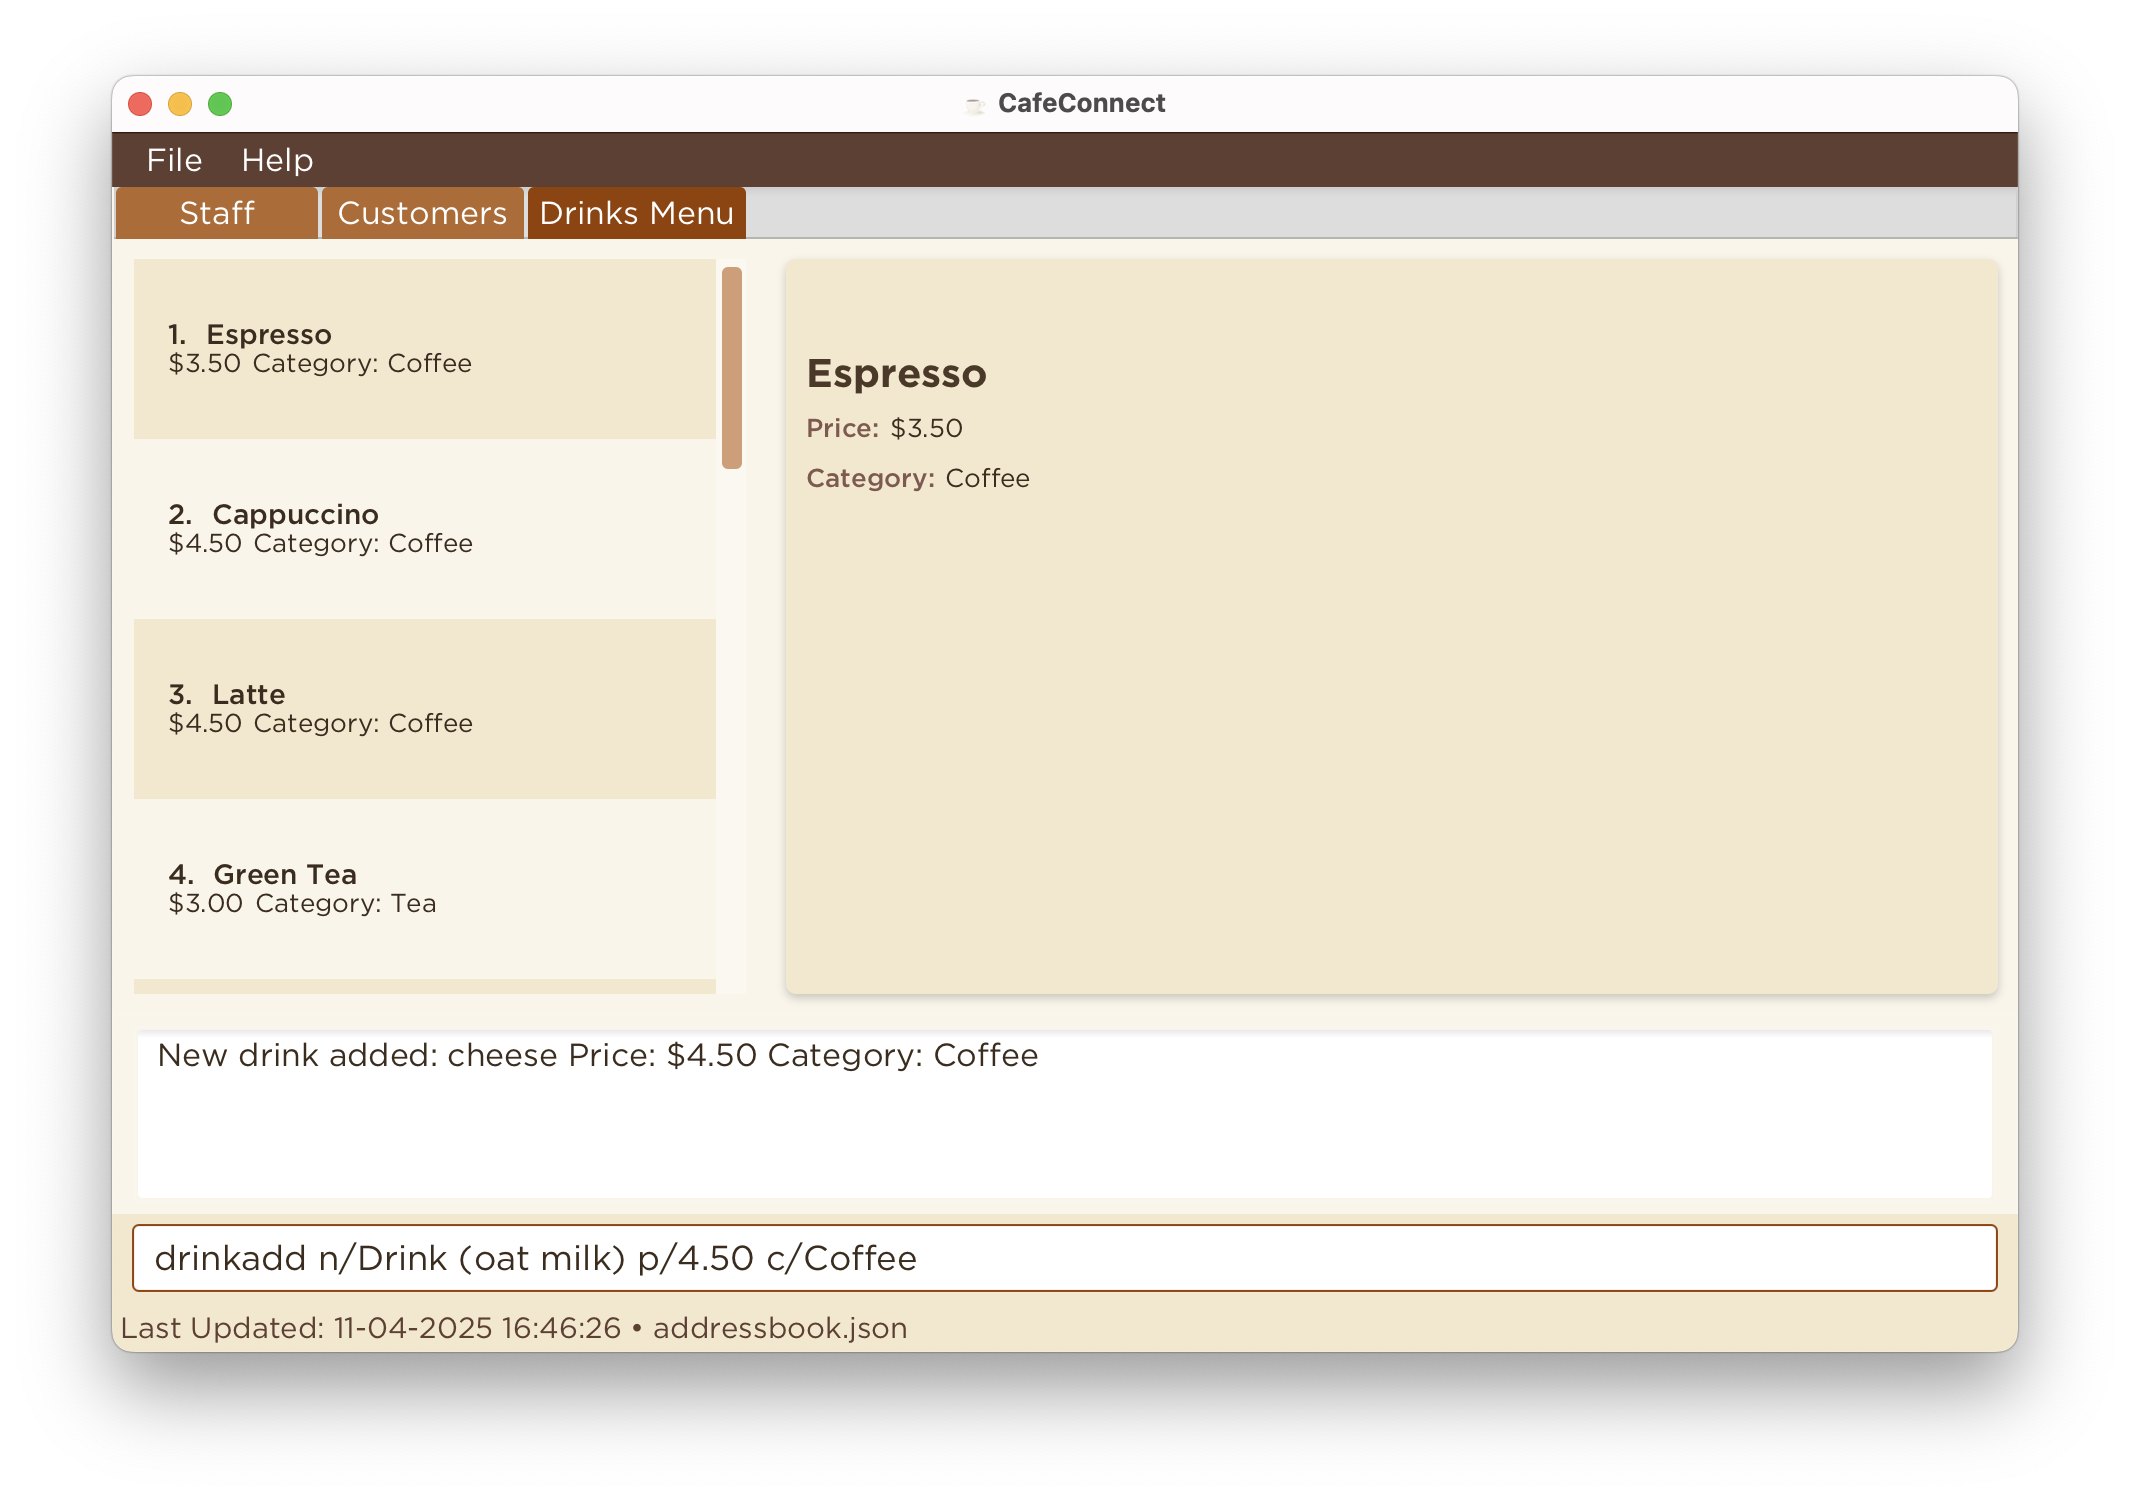 CafeConnect
File Help
Staff Customers Drinks Menu
1. Espresso
$3.50 Category: Coffee
2. Cappuccino
$4.50 Category: Coffee
3. Latte
$4.50 Category: Coffee
4. Green Tea
$3.00 Category: Tea
Espresso
Price: $3.50
Category: Coffee
New drink added: cheese Price: $4.50 Category: Coffee
drinkadd n/Drink (oat milk) p/4.50 c/Coffee
Last Updated: 11-04-2025 16:46:26 • addressbook.json